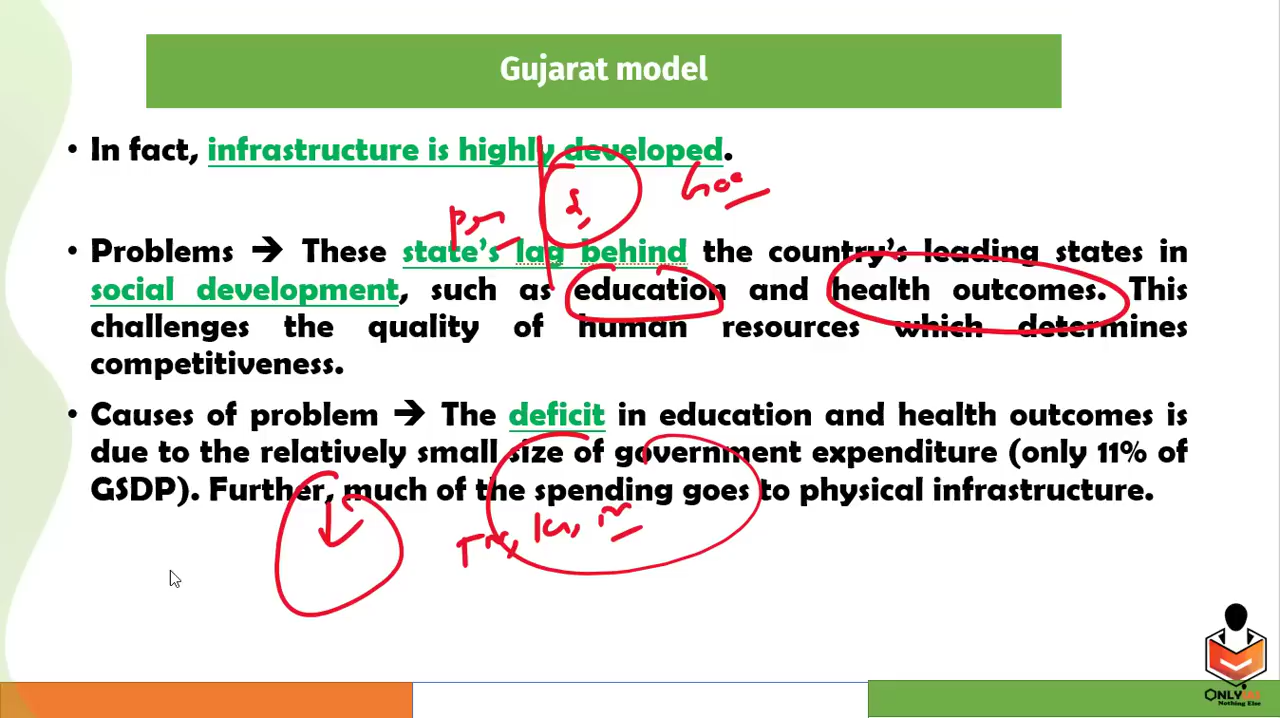 Gujarat model
• In fact, infrastructure is highly developed.
• Problems ➔ These state's lag behind the country's leading states in
social development, such as education and health outcomes. This
challenges the quality of human resources which determines
competitiveness.
• Causes of problem ➔ The deficit in education and health outcomes is
due to the relatively small size of government expenditure (only 11% of
GSDP). Further, much of the spending goes to physical infrastructure.
Nothing Else